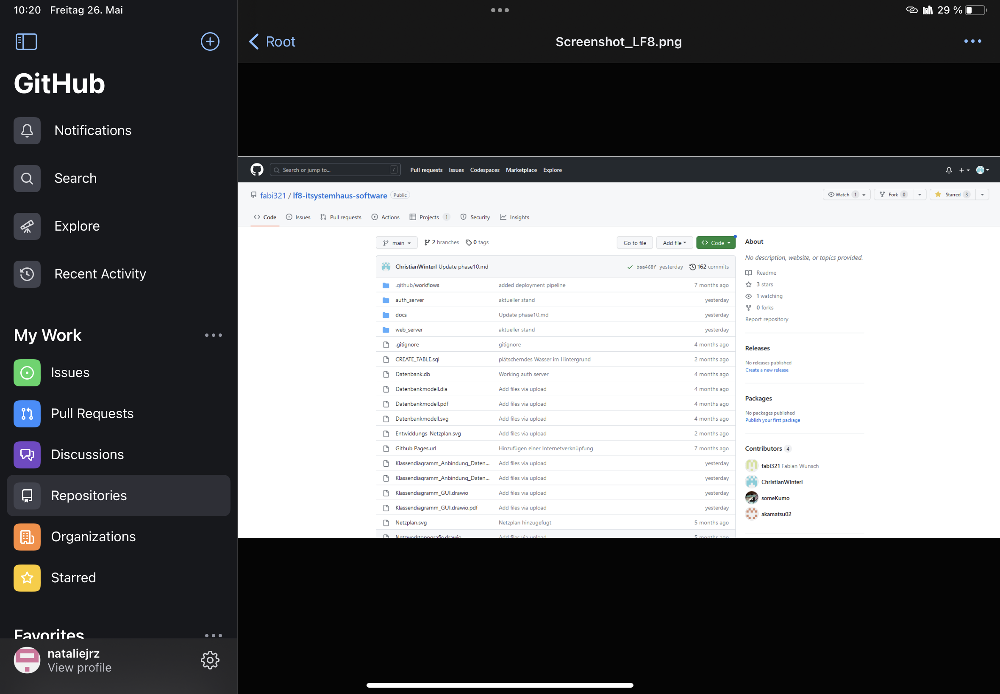 10:20 Freitag 26. Mai
29 %
GitHub
Notifications
Search
Explore
Recent Activity
My Work
Issues
Pull Requests
Discussions
Repositories
Organizations
Starred
Favorites
nataliejrz
View profile
Root
Screenshot_LF8.png
Search or jump to... /
Pull requests Issues Codespaces Marketplace Explore
fabi321 / lf8-itsystemhaus-software Public
Watch 1 Fork 0 Starred 3
Code Issues Pull requests Actions Projects 1 Security Insights
main 2 branches 0 tags Go to file Add file Code
ChristianWinterl Update phase10.md baa468f yesterday 162 commits
.github/workflows added deployment pipeline 7 months ago
auth_server aktueller stand yesterday
docs Update phase10.md yesterday
web_server aktueller stand yesterday
.gitignore gitignore 4 months ago
CREATE_TABLE.sql plätscherndes Wasser im Hintergrund 2 months ago
Datenbank.db Working auth server 4 months ago
Datenbankmodell.dia Add files via upload 4 months ago
Datenbankmodell.pdf Add files via upload 4 months ago
Datenbankmodell.svg Add files via upload 4 months ago
Entwicklungs_Netzplan.svg Add files via upload 2 months ago
Github Pages.url Hinzufügen einer Internetverknüpfung 7 months ago
Klassendiagramm_Anbindung_Daten... Add files via upload yesterday
Klassendiagramm_Anbindung_Daten... Add files via upload yesterday
Klassendiagramm_GUI.drawio Add files via upload yesterday
Klassendiagramm_GUI.drawio.pdf Add files via upload yesterday
Netzplan.svg Netzplan hinzugefügt 5 months ago
Netzwerktopografie.drawio Add files via upload 5 months ago
About
No description, website, or topics provided.
Readme
3 stars
1 watching
0 forks
Report repository
Releases
No releases published
Create a new release
Packages
No packages published
Publish your first package
Contributors 4
fabi321 Fabian Wunsch
ChristianWinterl
someKumo
akamatsu02